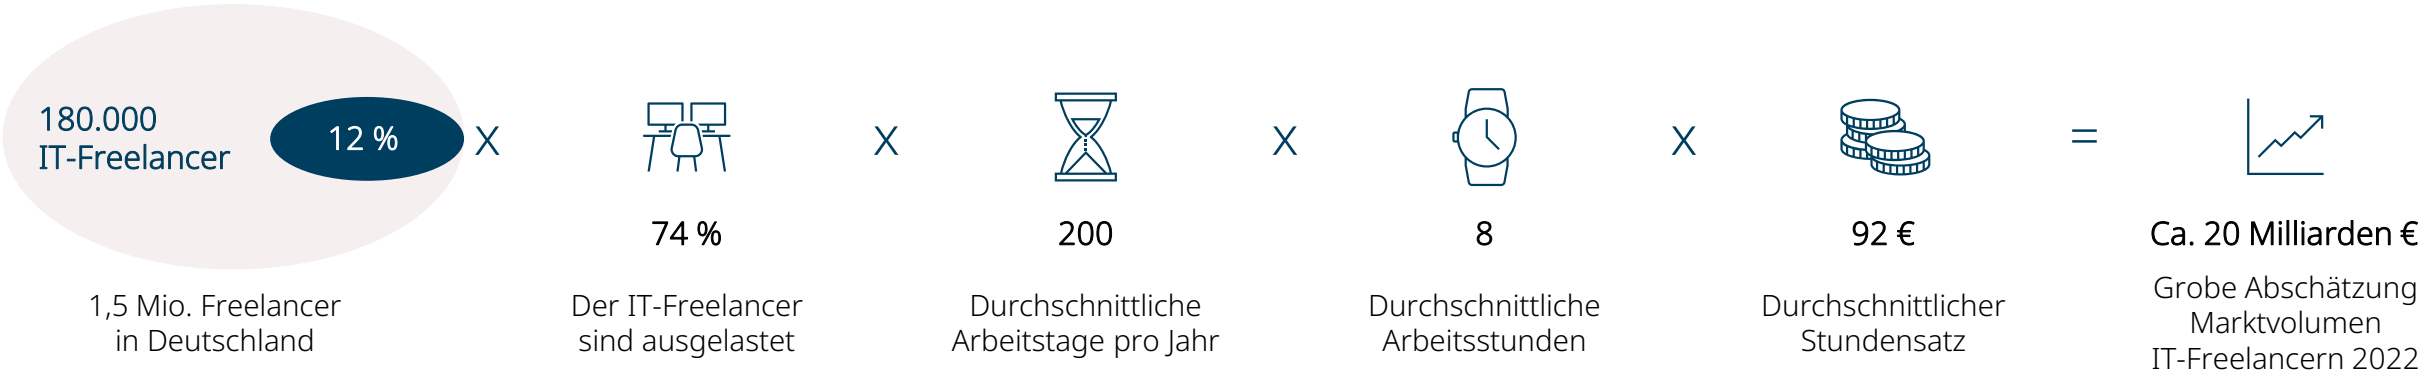 180.000
IT-Freelancer
12 %
1,5 Mio. Freelancer
in Deutschland
X
74 %
Der IT-Freelancer
sind ausgelastet
X
200
Durchschnittliche
Arbeitstage pro Jahr
X
8
Durchschnittliche
Arbeitsstunden
X
92 €
Durchschnittlicher
Stundensatz
=
Ca. 20 Milliarden €
Grobe Abschätzung
Marktvolumen
IT-Freelancern 2022